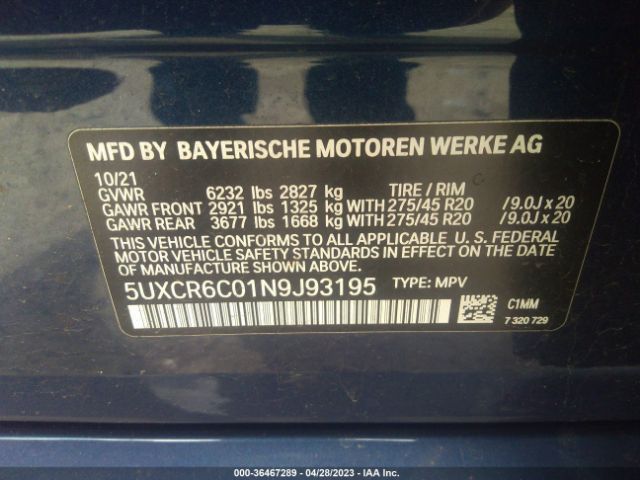 MFD BY BAYERISCHE MOTOREN WERKE AG
10/21
GVWR 6232 lbs 2827 kg TIRE / RIM
GAWR FRONT 2921 lbs 1325 kg WITH 275/45 R20 /9.0J x 20
GAWR REAR 3677 lbs 1668 kg WITH 275/45 R20 /9.0J x 20
THIS VEHICLE CONFORMS TO ALL APPLICABLE U. S. FEDERAL
MOTOR VEHICLE SAFETY STANDARDS IN EFFECT ON THE
DATE OF MANUFACTURE SHOWN ABOVE.
5UXCR6C01N9J93195 TYPE: MPV
C1MM
7 320 729
000-36467289 - 04/28/2023 - IAA Inc.